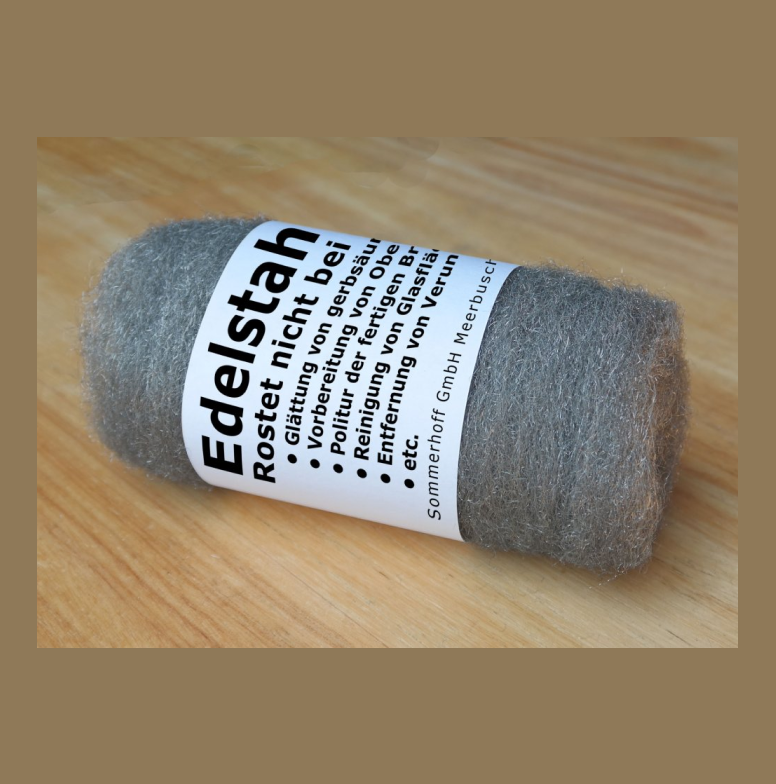 Edelstah
Rostet nicht bei
• Glättung von gerbsäur
• Vorbereitung von Obe
• Politur der fertigen Br
• Reinigung von Glasfläc
• Entfernung von Verun
• etc.
Sommerhoff GmbH Meerbusch